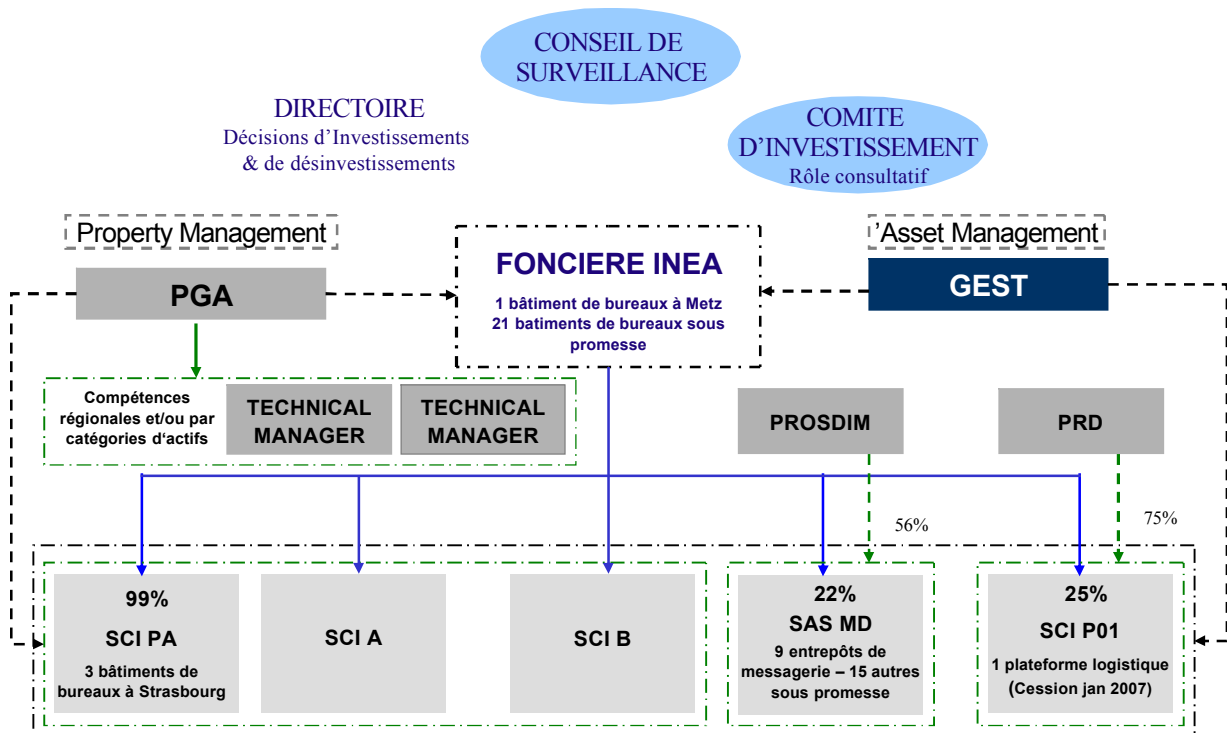 CONSEIL DE
SURVEILLANCE
DIRECTOIRE
Décisions d’Investissements
& de désinvestissements
COMITE
D’INVESTISSEMENT
Rôle consultatif
Property Management
’Asset Management
PGA
FONCIERE INEA
1 bâtiment de bureaux à Metz
21 batiments de bureaux sous
promesse
GEST
Compétences
régionales et/ou par
catégories d’actifs
TECHNICAL
MANAGER
TECHNICAL
MANAGER
PROSDIM
PRD
56%
75%
99%
SCI PA
3 bâtiments de
bureaux à Strasbourg
SCI A
SCI B
22%
SAS MD
9 entrepôts de
messagerie – 15 autres
sous promesse
25%
SCI P01
1 plateforme logistique
(Cession jan 2007)